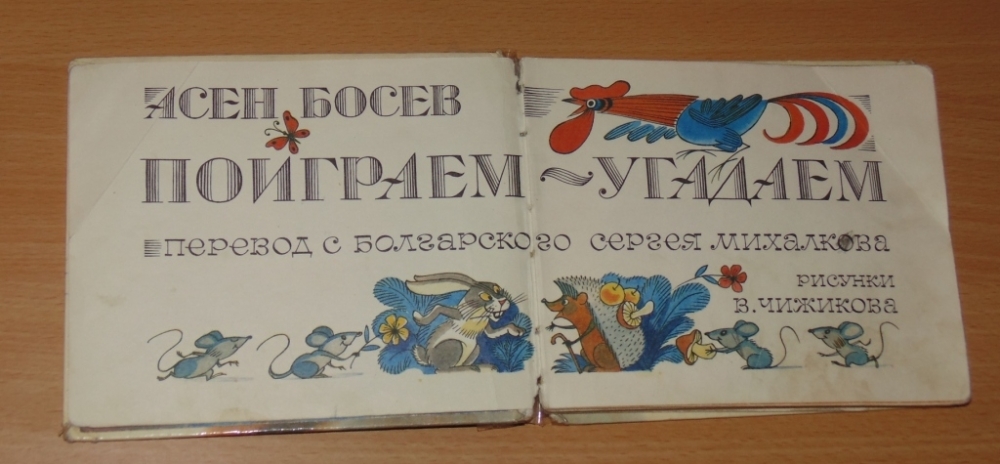 АСЕН БОСЕВ
ПОИГРАЕМ ~ УГАДАЕМ
ПЕРЕВОД С БОЛГАРСКОГО СЕРГЕЯ МИХАЛКОВА
РИСУНКИ
В. ЧИЖИКОВА